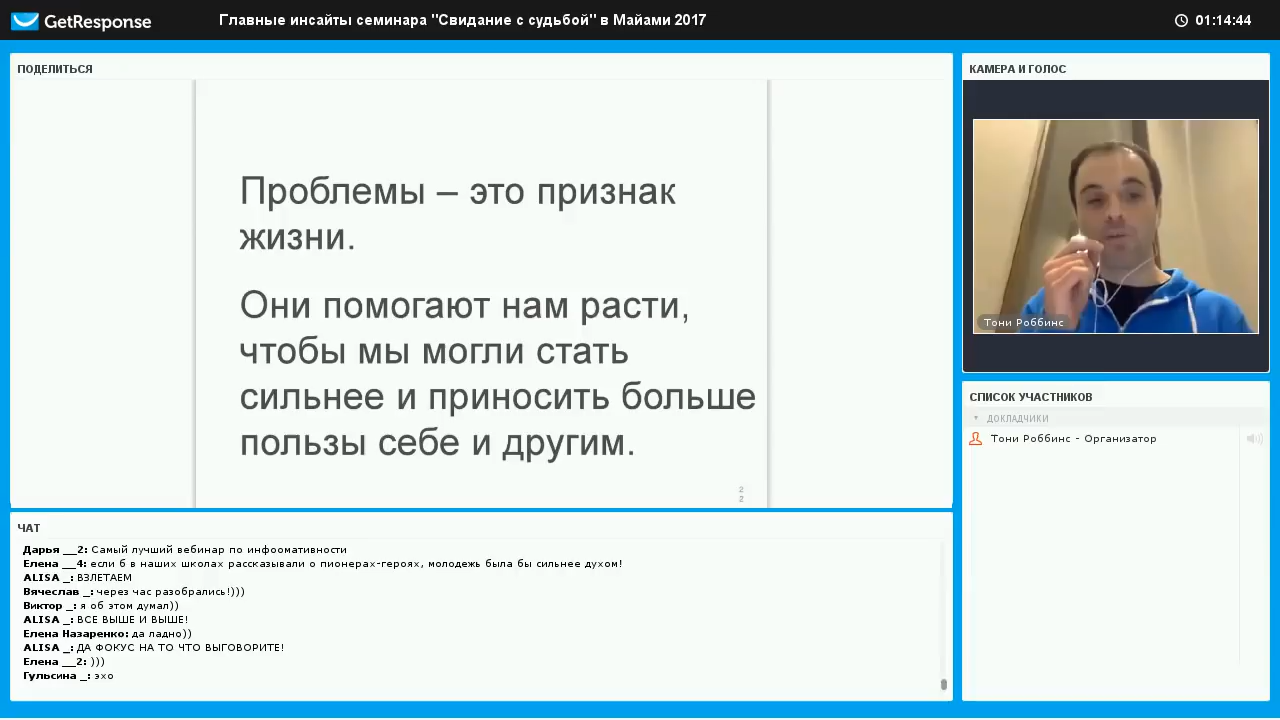 GetResponse
Главные инсайты семинара "Свидание с судьбой" в Майами 2017
01:14:44
ПОДЕЛИТЬСЯ
Проблемы – это признак
жизни.
Они помогают нам расти,
чтобы мы могли стать
сильнее и приносить больше
пользы себе и другим.
2
2
КАМЕРА И ГОЛОС
Тони Роббинс
СПИСОК УЧАСТНИКОВ
ДОКЛАДЧИКИ
Тони Роббинс - Организатор
ЧАТ
Дарья __2: Самый лучший вебинар по инфоомативности
Елена __4: если б в наших школах рассказывали о пионерах-героях, молодежь была бы сильнее духом!
ALISA _: ВЗЛЕТАЕМ
Вячеслав _: через час разобрались!)))
Виктор _: я об этом думал))
ALISA _: ВСЕ ВЫШЕ И ВЫШЕ!
Елена Назаренко: да ладно))
ALISA _: ДА ФОКУС НА ТО ЧТО ВЫГОВОРИТЕ!
Елена __2: )))
Гульсина _: эхо